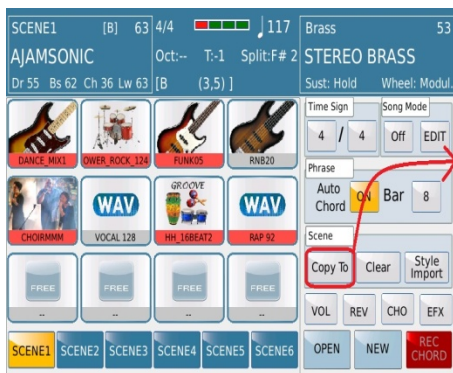 SCENE1 [B] 63 4/4 117 Brass 53
AJAMSONIC Oct:-- T:-1 Split:F# 2 STEREO BRASS
Dr 55 Bs 62 Ch 36 Lw 63 [B (3,5) ] Sust: Hold Wheel: Modul.
Time Sign Song Mode
4 / 4 Off EDIT
DANCE_MIX1 OWER_ROCK_124 FUNK05 RNB20
Phrase
Auto Chord ON Bar 8
WAV GROOVE WAV
CHOIRMMM VOCAL 128 HH_16BEAT2 RAP 92
Scene
Copy To Clear Style Import
FREE FREE FREE FREE
-- -- -- --
VOL REV CHO EFX
SCENE1 SCENE2 SCENE3 SCENE4 SCENE5 SCENE6 OPEN NEW REC CHORD